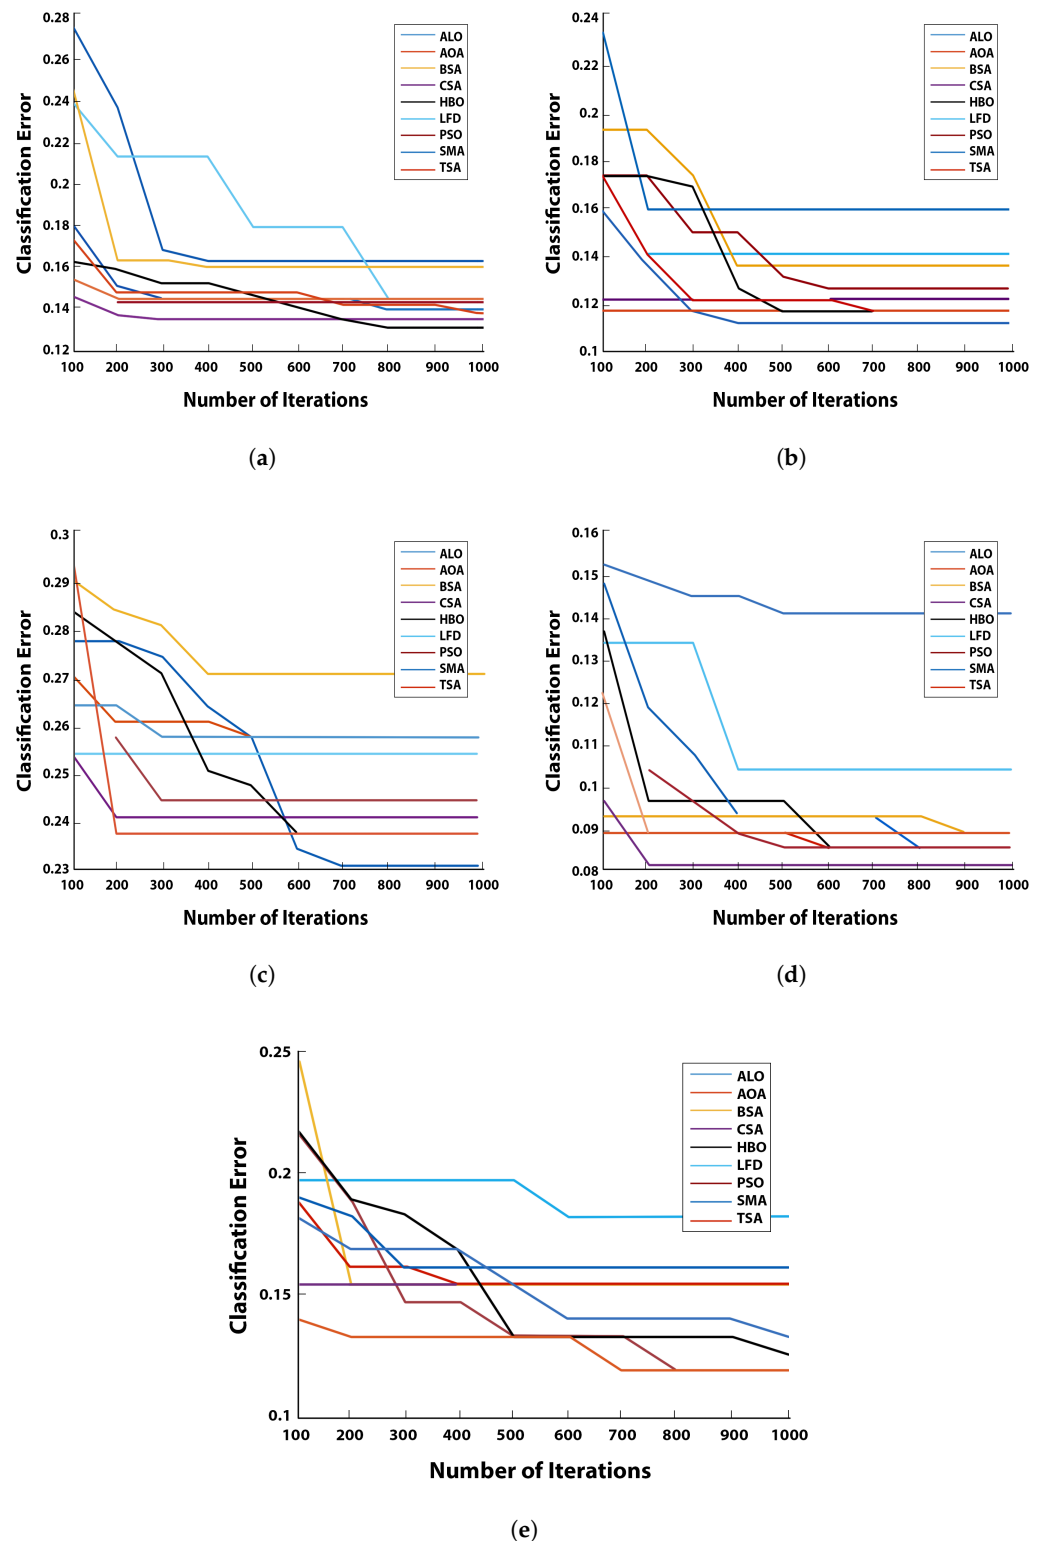 0.28
0.26
0.24
0.22
0.2
0.18
0.16
0.14
0.12
Classification Error
100 200 300 400 500 600 700 800 900 1000
Number of Iterations
ALO
AOA
BSA
CSA
HBO
LFD
PSO
SMA
TSA
(a)
0.24
0.22
0.2
0.18
0.16
0.14
0.12
0.1
Classification Error
100 200 300 400 500 600 700 800 900 1000
Number of Iterations
ALO
AOA
BSA
CSA
HBO
LFD
PSO
SMA
TSA
(b)
0.3
0.29
0.28
0.27
0.26
0.25
0.24
0.23
Classification Error
100 200 300 400 500 600 700 800 900 1000
Number of Iterations
ALO
AOA
BSA
CSA
HBO
LFD
PSO
SMA
TSA
(c)
0.16
0.15
0.14
0.13
0.12
0.11
0.1
0.09
0.08
Classification Error
100 200 300 400 500 600 700 800 900 1000
Number of Iterations
ALO
AOA
BSA
CSA
HBO
LFD
PSO
SMA
TSA
(d)
0.25
0.2
0.15
0.1
Classification Error
100 200 300 400 500 600 700 800 900 1000
Number of Iterations
ALO
AOA
BSA
CSA
HBO
LFD
PSO
SMA
TSA
(e)